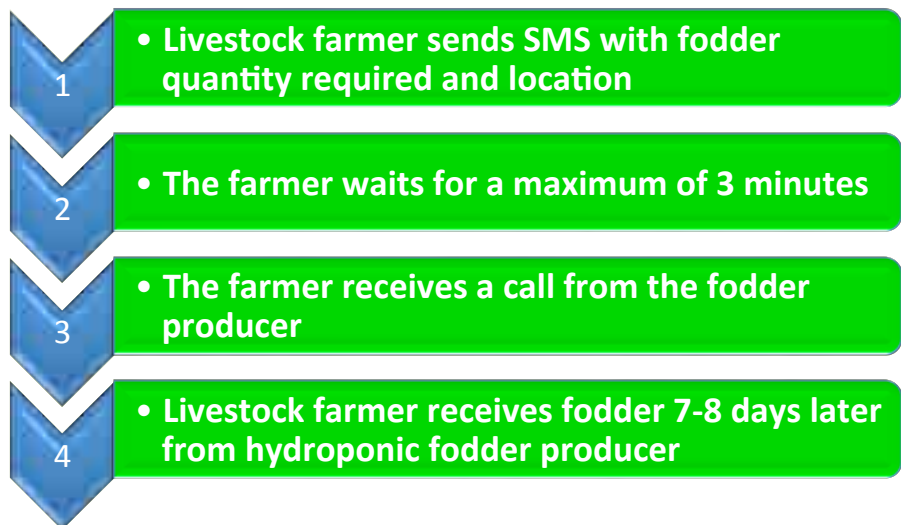 1
• Livestock farmer sends SMS with fodder
quantity required and location
2
• The farmer waits for a maximum of 3 minutes
3
• The farmer receives a call from the fodder
producer
4
• Livestock farmer receives fodder 7-8 days later
from hydroponic fodder producer